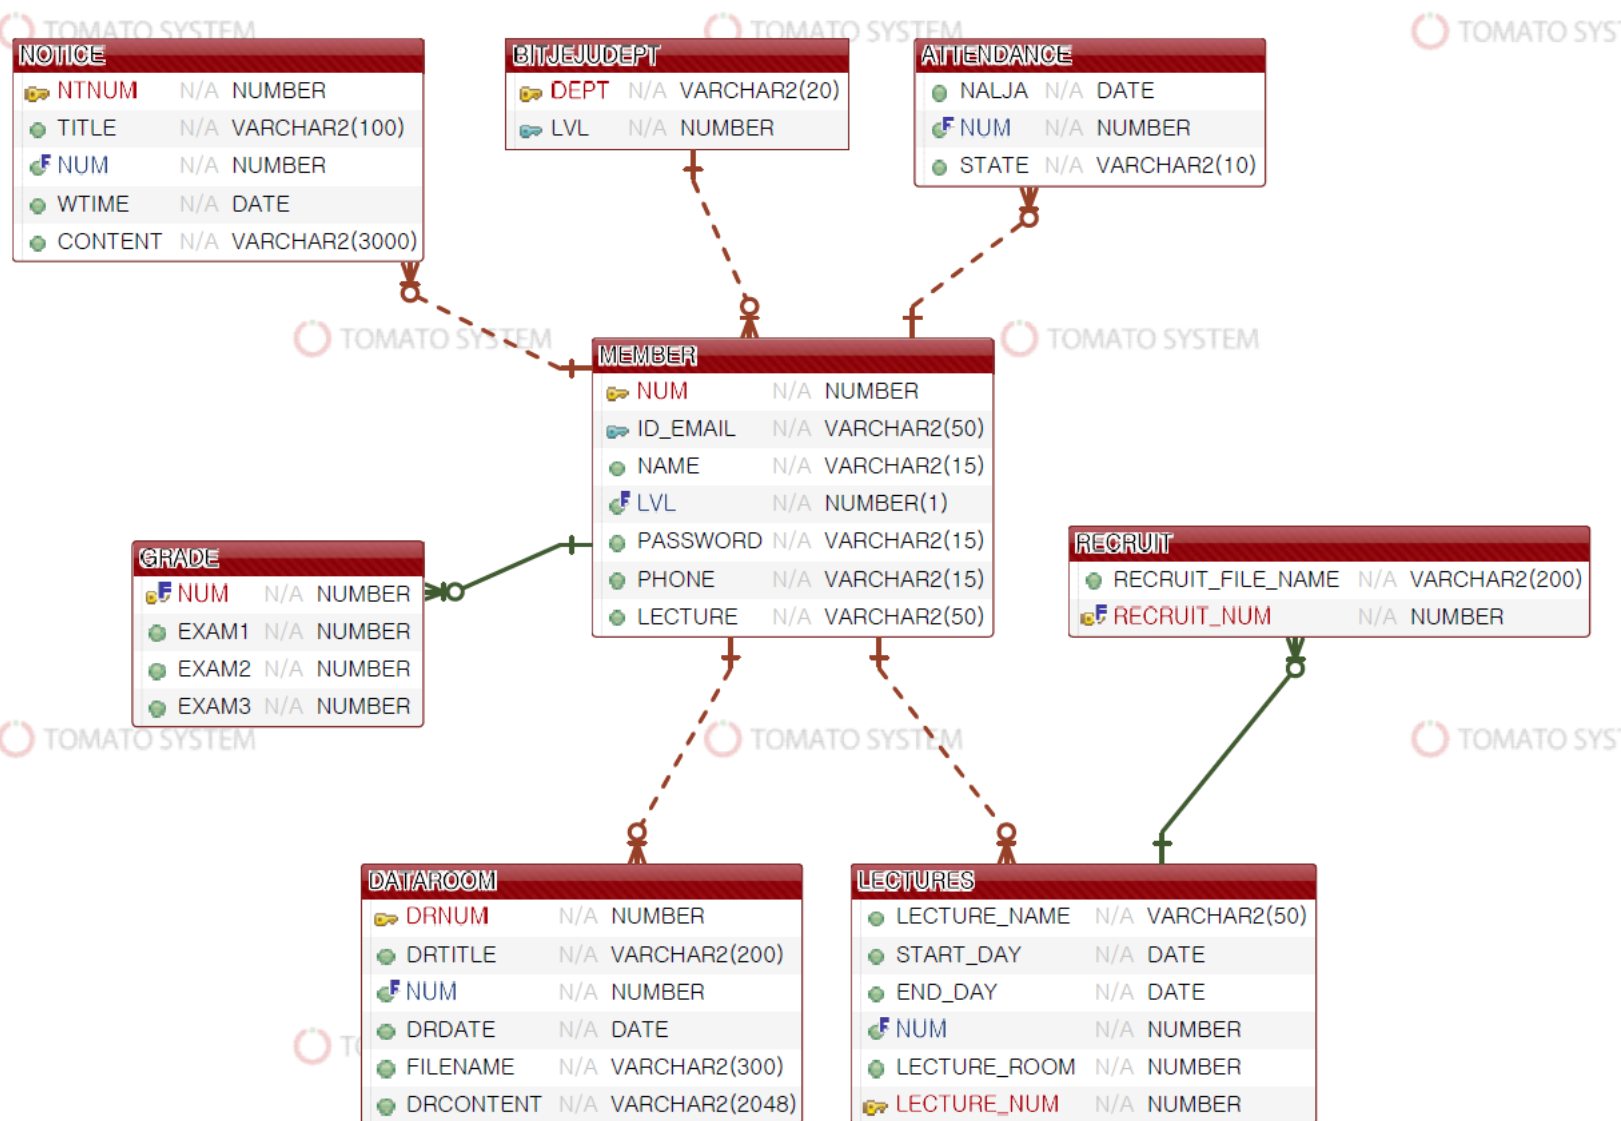 TOMATO SYSTEM
TOMATO SYSTEM
TOMATO SYS
NOTICE
NTNUM N/A NUMBER
TITLE N/A VARCHAR2(100)
NUM N/A NUMBER
WTIME N/A DATE
CONTENT N/A VARCHAR2(3000)
BITJEJUDEPT
DEPT N/A VARCHAR2(20)
LVL N/A NUMBER
ATTENDANCE
NALJA N/A DATE
NUM N/A NUMBER
STATE N/A VARCHAR2(10)
TOMATO SYSTEM
TOMATO SYSTEM
MEMBER
NUM N/A NUMBER
ID_EMAIL N/A VARCHAR2(50)
NAME N/A VARCHAR2(15)
LVL N/A NUMBER(1)
PASSWORD N/A VARCHAR2(15)
PHONE N/A VARCHAR2(15)
LECTURE N/A VARCHAR2(50)
GRADE
NUM N/A NUMBER
EXAM1 N/A NUMBER
EXAM2 N/A NUMBER
EXAM3 N/A NUMBER
RECRUIT
RECRUIT_FILE_NAME N/A VARCHAR2(200)
RECRUIT_NUM N/A NUMBER
TOMATO SYSTEM
TOMATO SYSTEM
TOMATO SYS
DATAROOM
DRNUM N/A NUMBER
DRTITLE N/A VARCHAR2(200)
NUM N/A NUMBER
DRDATE N/A DATE
FILENAME N/A VARCHAR2(300)
DRCONTENT N/A VARCHAR2(2048)
LECTURES
LECTURE_NAME N/A VARCHAR2(50)
START_DAY N/A DATE
END_DAY N/A DATE
NUM N/A NUMBER
LECTURE_ROOM N/A NUMBER
LECTURE_NUM N/A NUMBER